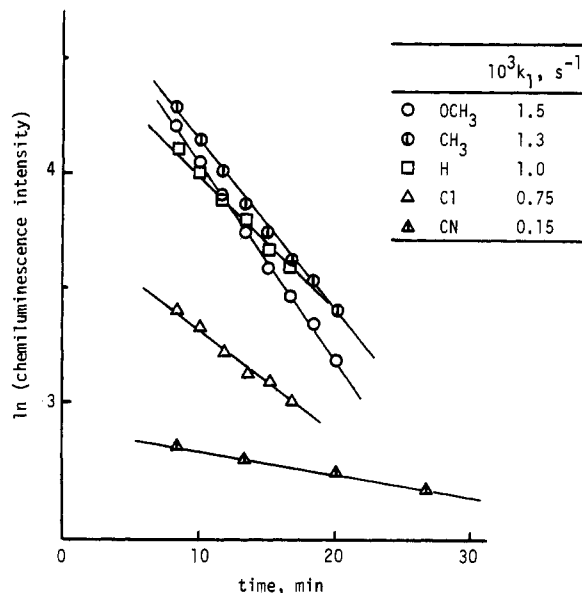 10³k₁, s⁻¹
OCH₃ 1.5
CH₃ 1.3
H 1.0
Cl 0.75
CN 0.15
ln (chemiluminescence intensity)
4
3
0 10 20 30
time, min